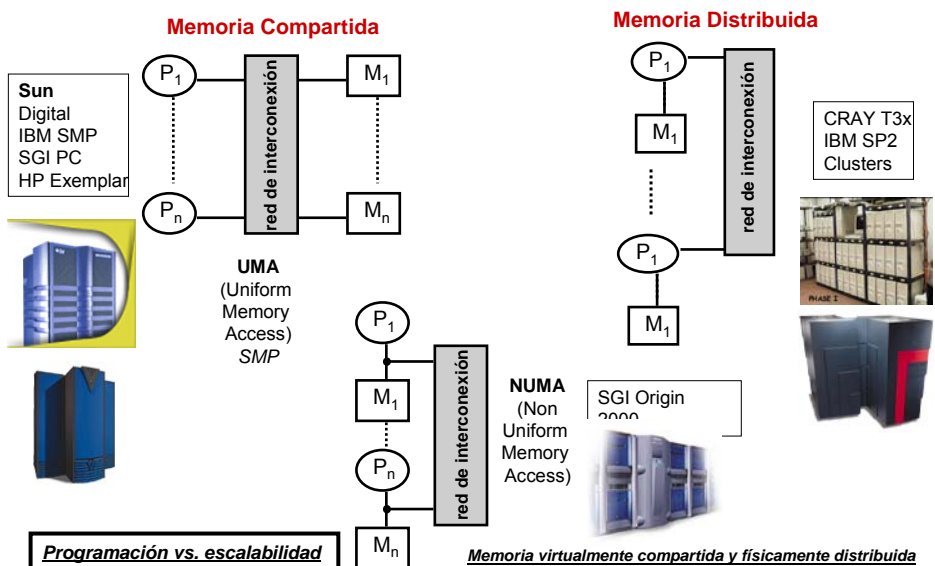 Memoria Compartida
Memoria Distribuida
Sun
Digital
IBM SMP
SGI PC
HP Exemplar
P1
M1
Pn
Mn
red de interconexión
UMA
(Uniform
Memory
Access)
SMP
P1
M1
P1
M1
red de interconexión
CRAY T3x
IBM SP2
Clusters
PHASE I
P1
M1
Pn
Mn
red de interconexión
NUMA
(Non
Uniform
Memory
Access)
SGI Origin
2000
Programación vs. escalabilidad
Memoria virtualmente compartida y físicamente distribuida